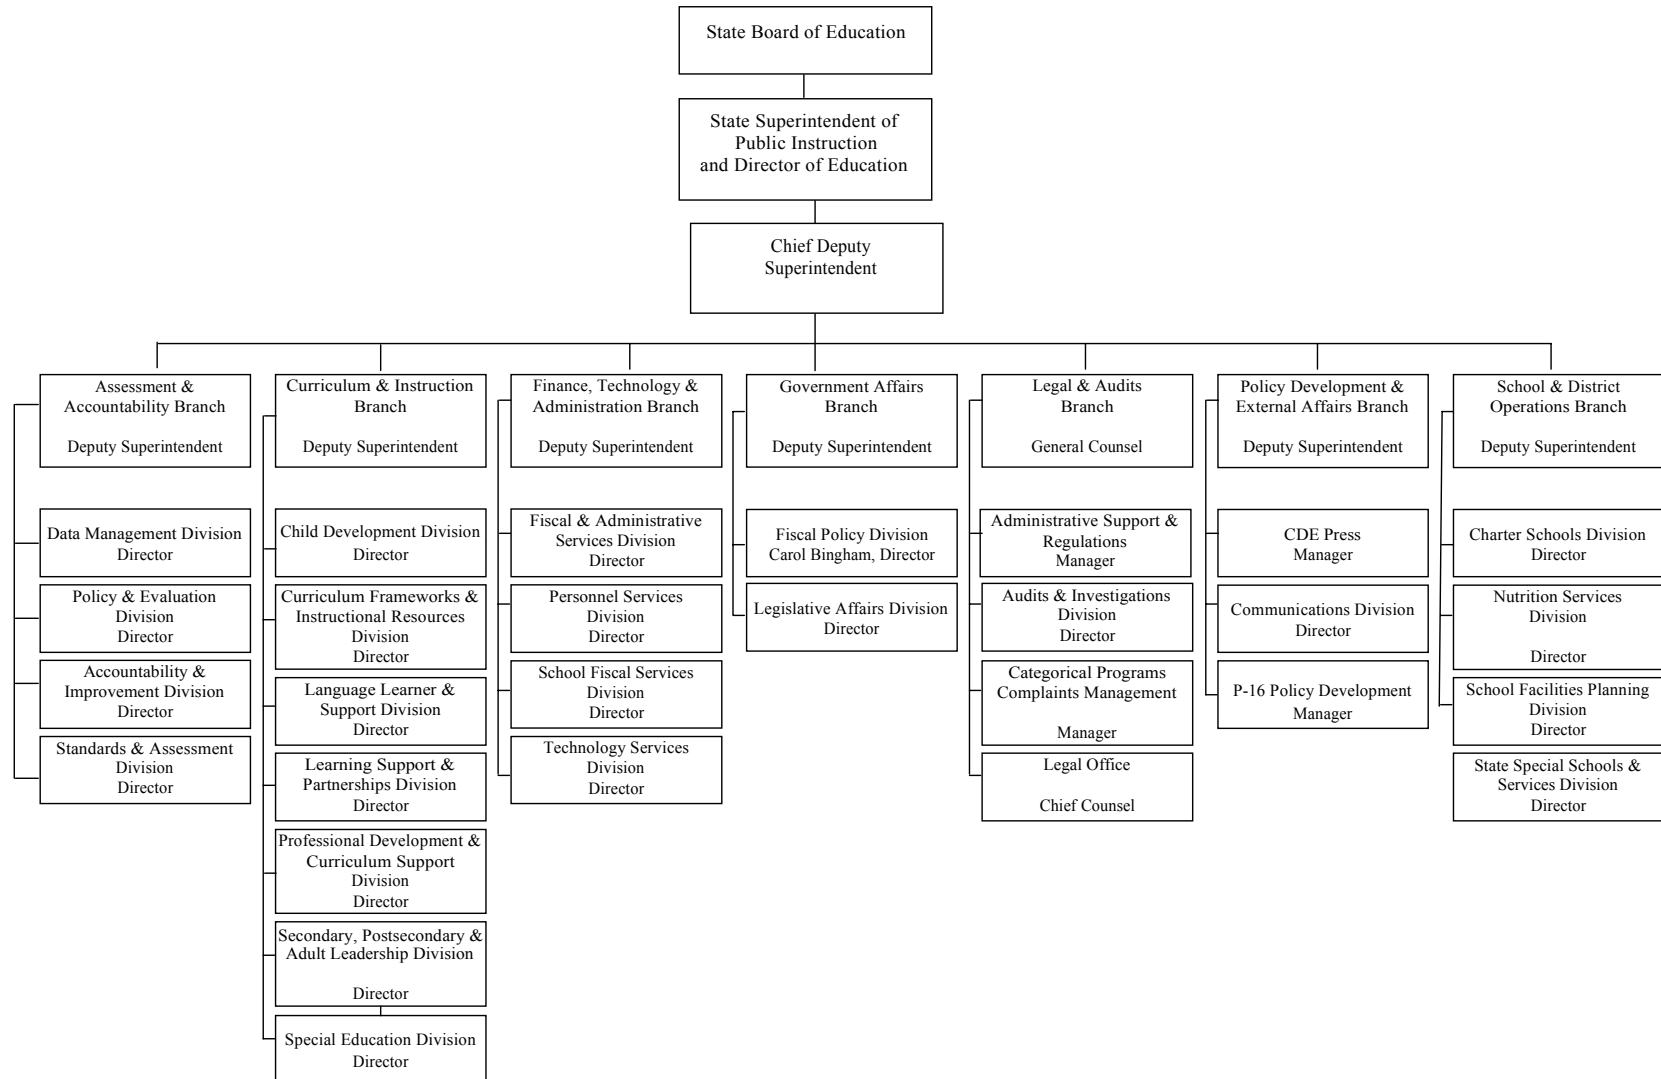 State Board of Education
State Superintendent of
Public Instruction
and Director of Education
Chief Deputy
Superintendent
Assessment &
Accountability Branch
Deputy Superintendent
Data Management Division
Director
Policy & Evaluation
Division
Director
Accountability &
Improvement Division
Director
Standards & Assessment
Division
Director
Curriculum & Instruction
Branch
Deputy Superintendent
Child Development Division
Director
Curriculum Frameworks &
Instructional Resources
Division
Director
Language Learner &
Support Division
Director
Learning Support &
Partnerships Division
Director
Professional Development &
Curriculum Support
Division
Director
Secondary, Postsecondary &
Adult Leadership Division
Director
Special Education Division
Director
Finance, Technology &
Administration Branch
Deputy Superintendent
Fiscal & Administrative
Services Division
Director
Personnel Services
Division
Director
School Fiscal Services
Division
Director
Technology Services
Division
Director
Government Affairs
Branch
Deputy Superintendent
Fiscal Policy Division
Carol Bingham, Director
Legislative Affairs Division
Director
Legal & Audits
Branch
General Counsel
Administrative Support &
Regulations
Manager
Audits & Investigations
Division
Director
Categorical Programs
Complaints Management
Manager
Legal Office
Chief Counsel
Policy Development &
External Affairs Branch
Deputy Superintendent
CDE Press
Manager
Communications Division
Director
P-16 Policy Development
Manager
School & District
Operations Branch
Deputy Superintendent
Charter Schools Division
Director
Nutrition Services
Division
Director
School Facilities Planning
Division
Director
State Special Schools &
Services Division
Director